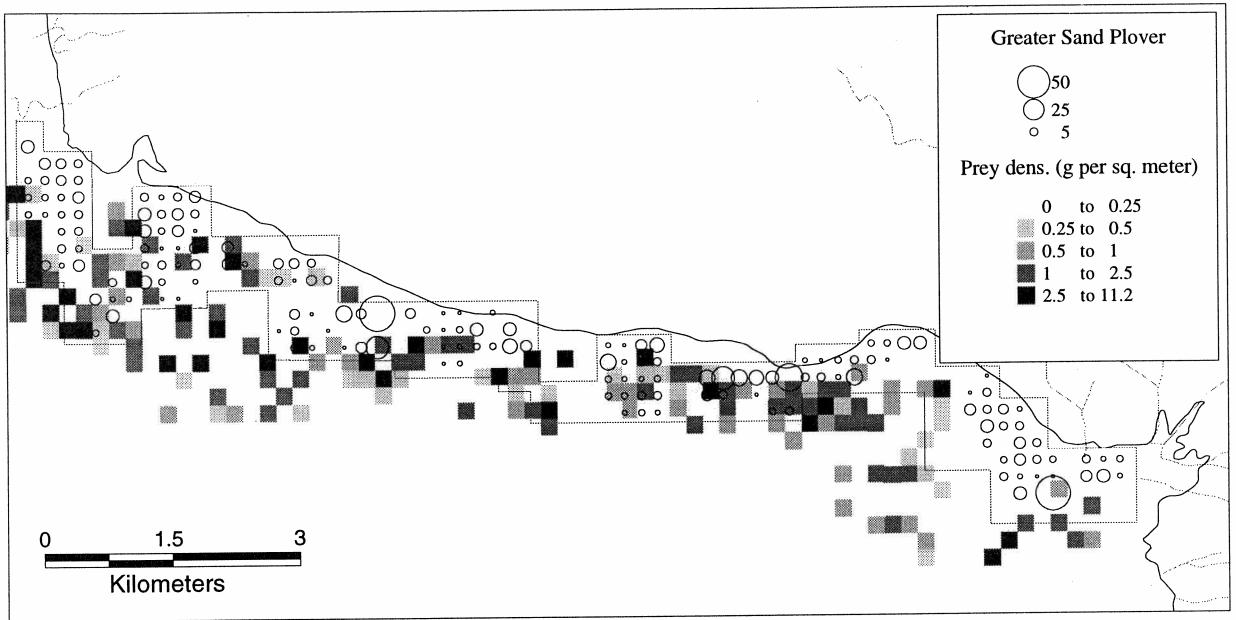 Greater Sand Plover
50
25
5
Prey dens. (g per sq. meter)
0 to 0.25
0.25 to 0.5
0.5 to 1
1 to 2.5
2.5 to 11.2
0 1.5 3
Kilometers